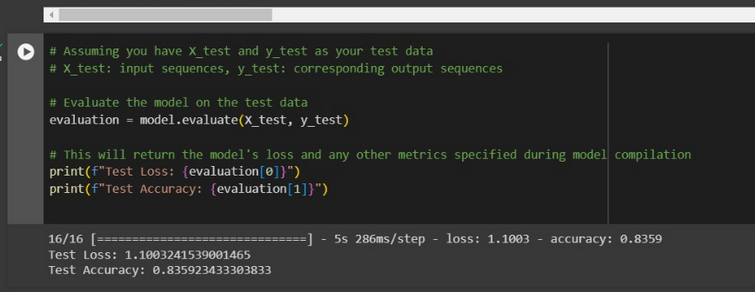 # Assuming you have X_test and y_test as your test data
# X_test: input sequences, y_test: corresponding output sequences
# Evaluate the model on the test data
evaluation = model.evaluate(X_test, y_test)
# This will return the model's loss and any other metrics specified during model compilation
print(f"Test Loss: {evaluation[0]}")
print(f"Test Accuracy: {evaluation[1]}")
16/16 [==============================] - 5s 286ms/step - loss: 1.1003 - accuracy: 0.8359
Test Loss: 1.1003241539001465
Test Accuracy: 0.835923433303833